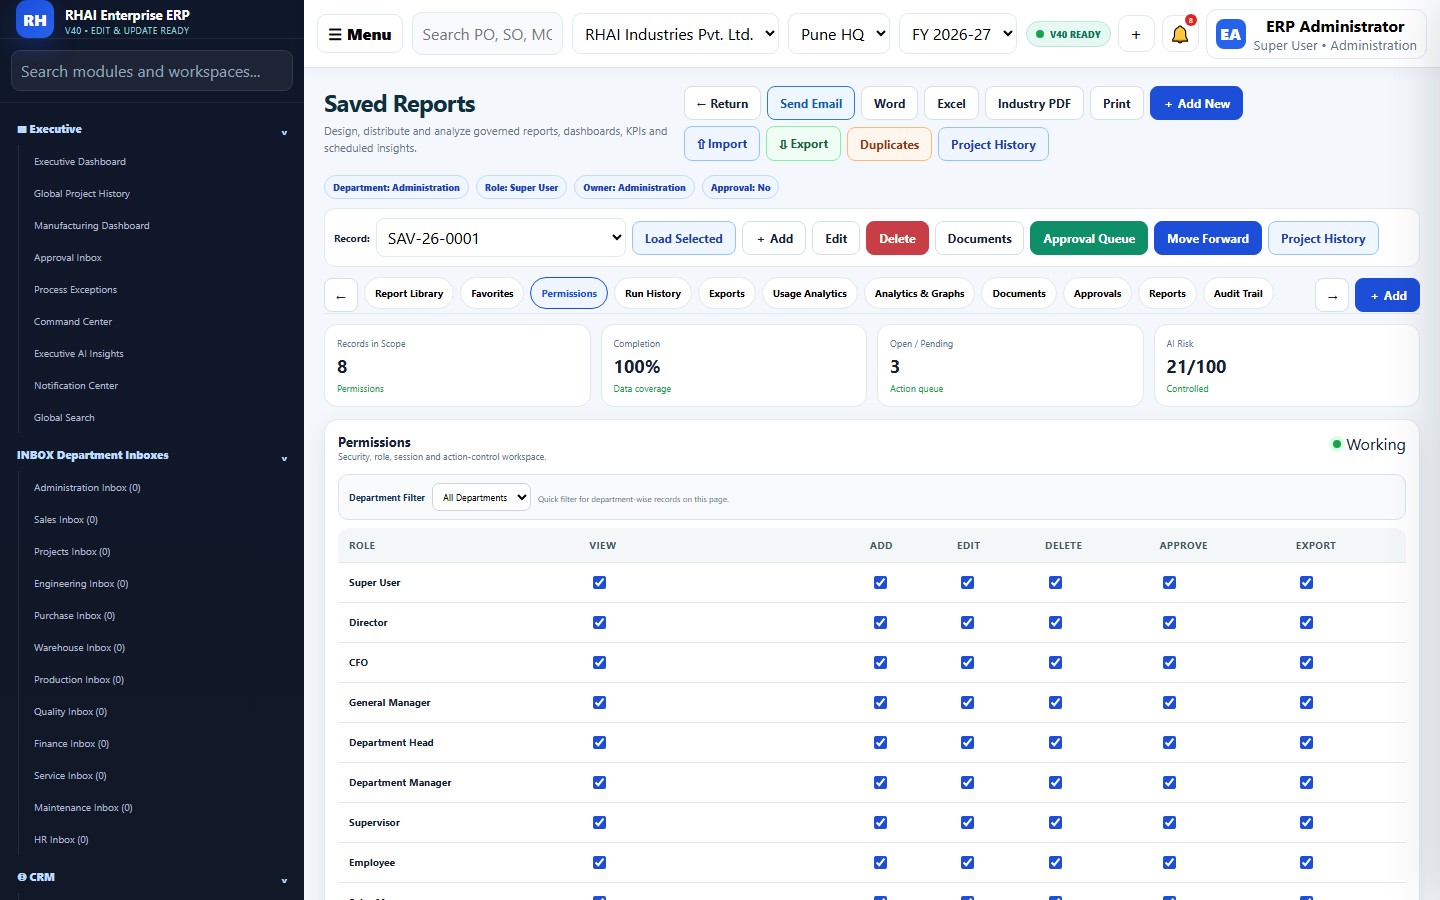 RH
RHAI Enterprise ERP
V40 • EDIT & UPDATE READY
Search modules and workspaces...
Executive
Executive Dashboard
Global Project History
Manufacturing Dashboard
Approval Inbox
Process Exceptions
Command Center
Executive AI Insights
Notification Center
Global Search
INBOX Department Inboxes
Administration Inbox (0)
Sales Inbox (0)
Projects Inbox (0)
Engineering Inbox (0)
Purchase Inbox (0)
Warehouse Inbox (0)
Production Inbox (0)
Quality Inbox (0)
Finance Inbox (0)
Service Inbox (0)
Maintenance Inbox (0)
HR Inbox (0)
CRM
☰ Menu
Search PO, SO, MO
RHAI Industries Pvt. Ltd.
Pune HQ
FY 2026-27
V40 READY
+
8
EA
ERP Administrator
Super User • Administration
Saved Reports
Design, distribute and analyze governed reports, dashboards, KPIs and
scheduled insights.
← Return
Send Email
Word
Excel
Industry PDF
Print
+ Add New
⇧ Import
⇩ Export
Duplicates
Project History
Department: Administration
Role: Super User
Owner: Administration
Approval: No
Record:
SAV-26-0001
Load Selected
+ Add
Edit
Delete
Documents
Approval Queue
Move Forward
Project History
←
Report Library
Favorites
Permissions
Run History
Exports
Usage Analytics
Analytics & Graphs
Documents
Approvals
Reports
Audit Trail
→
+ Add
Records in Scope
8
Permissions
Completion
100%
Data coverage
Open / Pending
3
Action queue
AI Risk
21/100
Controlled
Permissions
Security, role, session and action-control workspace.
Working
Department Filter
All Departments
Quick filter for department-wise records on this page.
ROLE VIEW ADD EDIT DELETE APPROVE EXPORT
Super User
Director
CFO
General Manager
Department Head
Department Manager
Supervisor
Employee